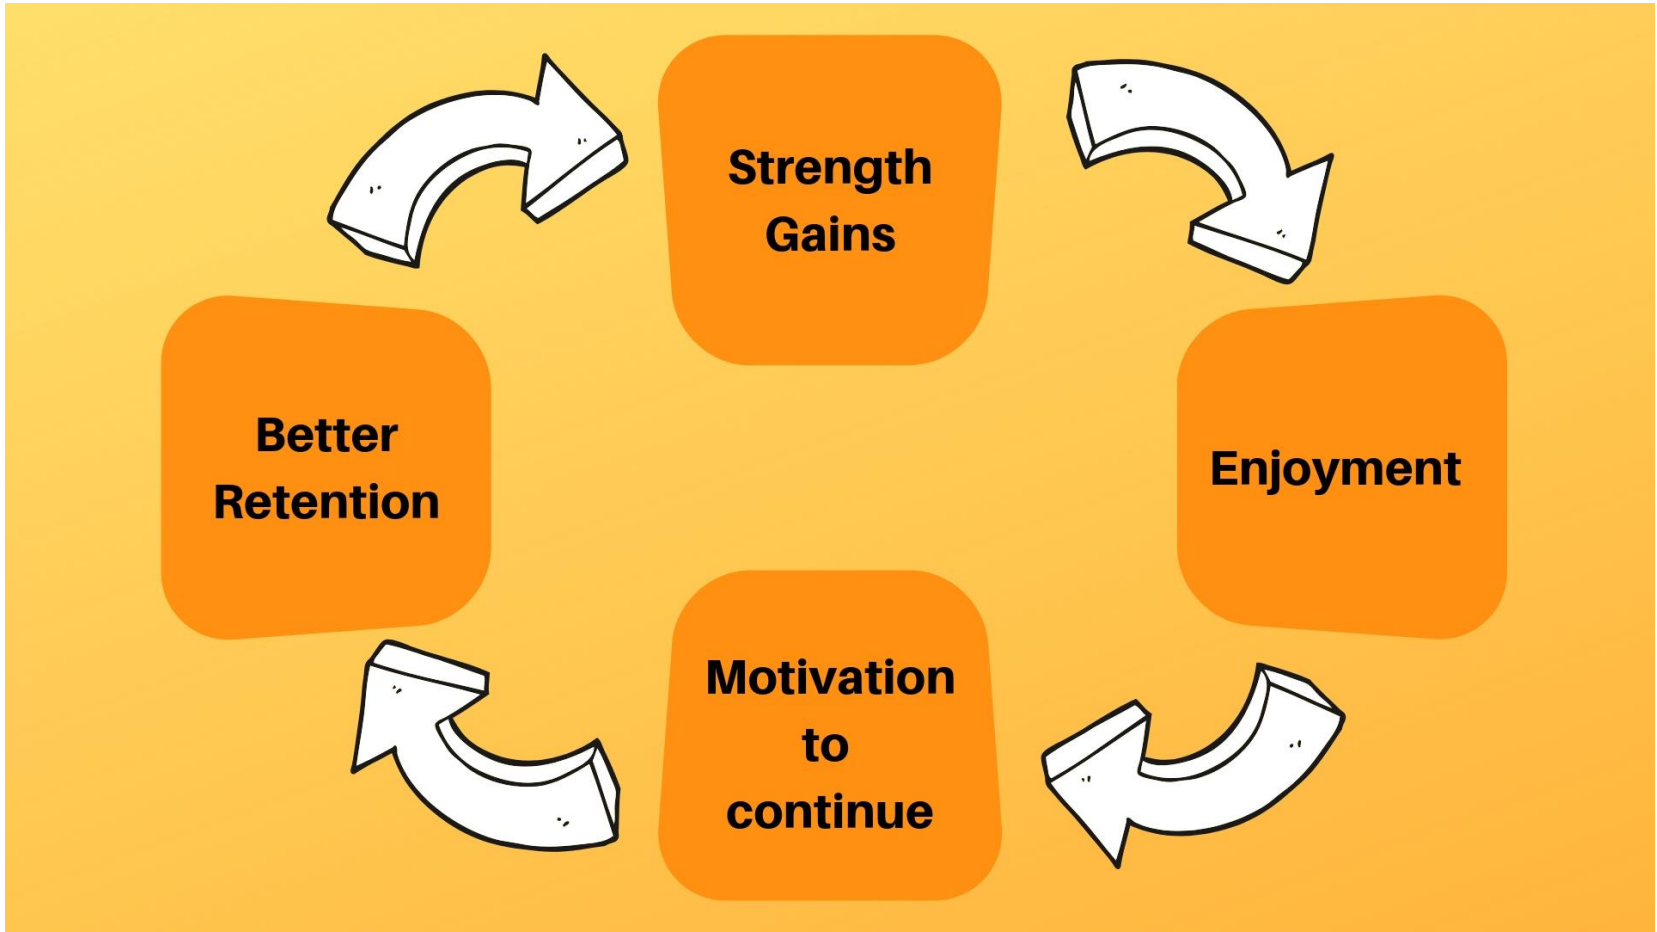 Strength
Gains
Better
Retention
Enjoyment
Motivation
to
continue